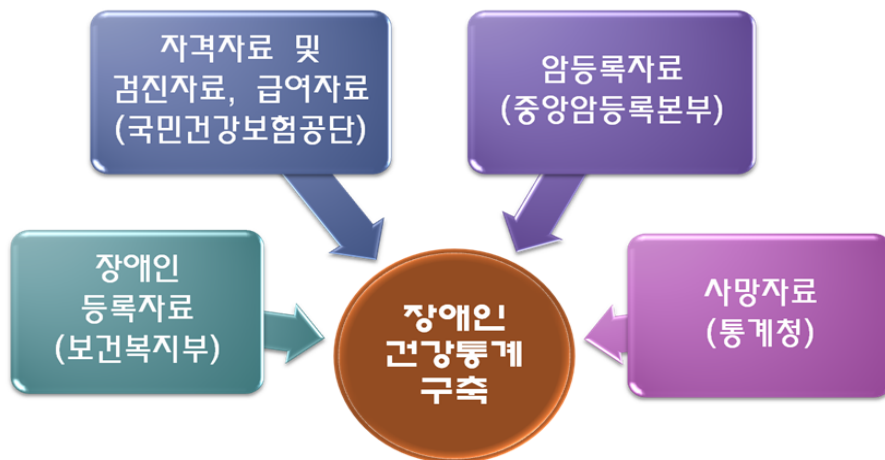 자격자료 및
검진자료, 급여자료
(국민건강보험공단)
암등록자료
(중앙암등록본부)
장애인
등록자료
(보건복지부)
장애인
건강통계
구축
사망자료
(통계청)